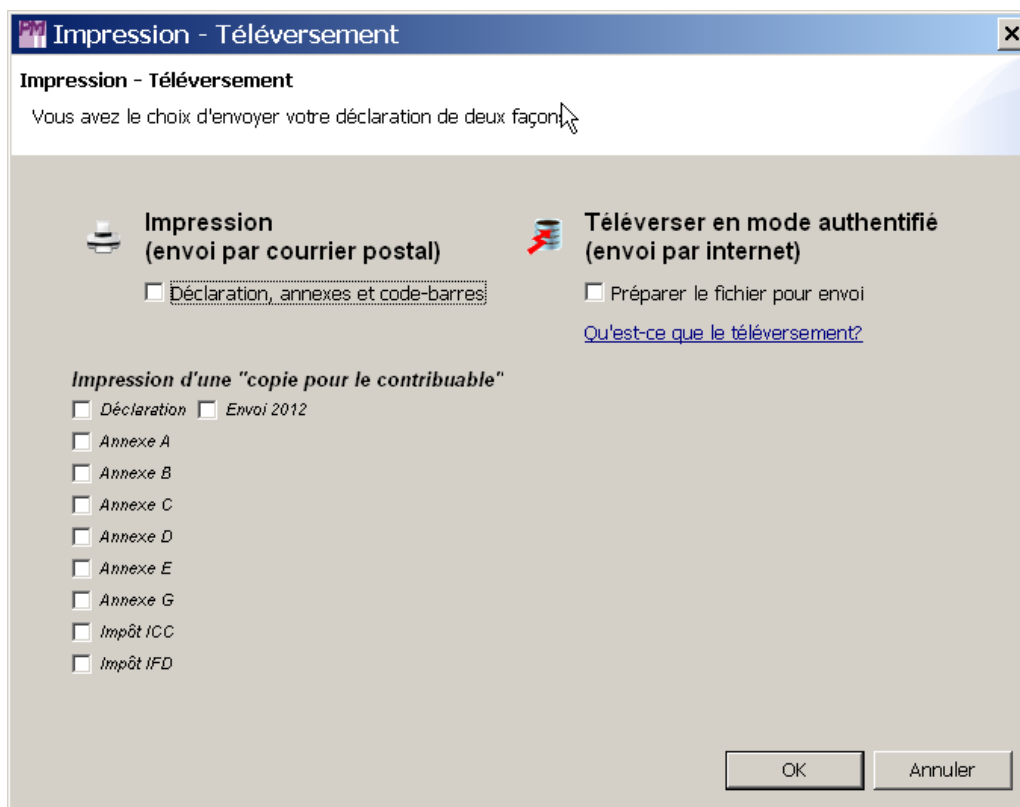 PM Impression - Téléversement
Impression - Téléversement
Vous avez le choix d'envoyer votre déclaration de deux façons
Impression
(envoi par courrier postal)
Déclaration, annexes et code-barres
Téléverser en mode authentifié
(envoi par internet)
Préparer le fichier pour envoi
Qu'est-ce que le téléversement?
Impression d'une "copie pour le contribuable"
Déclaration Envoi 2012
Annexe A
Annexe B
Annexe C
Annexe D
Annexe E
Annexe G
Impôt ICC
Impôt IFD
OK Annuler